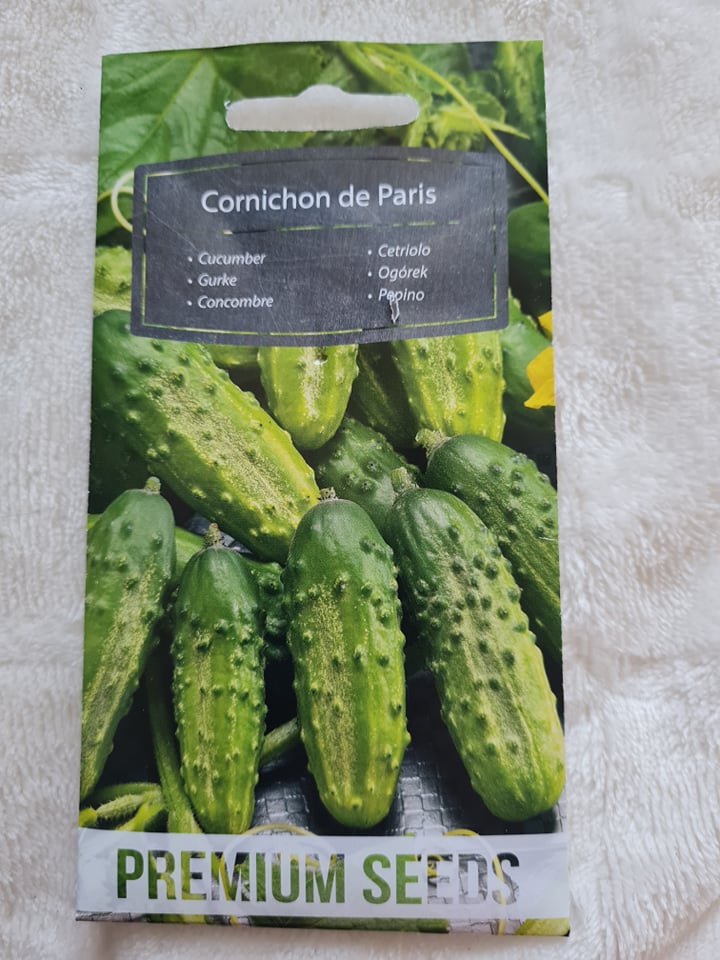 Cornichon de Paris
• Cucumber
• Gurke
• Concombre
• Cetriolo
• Ogórek
• Pepino
PREMIUM SEEDS